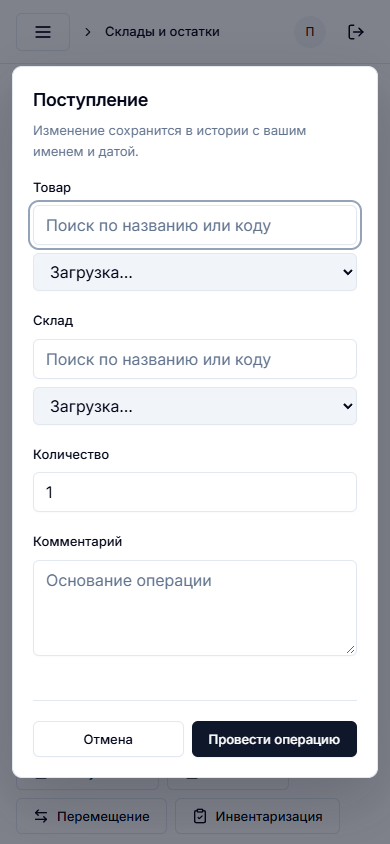 Склады и остатки
П
Поступление
Изменение сохранится в истории с вашим
именем и датой.
Товар
Поиск по названию или коду
Загрузка...
Склад
Поиск по названию или коду
Загрузка...
Количество
1
Комментарий
Основание операции
Отмена
Провести операцию
Перемещение
Инвентаризация